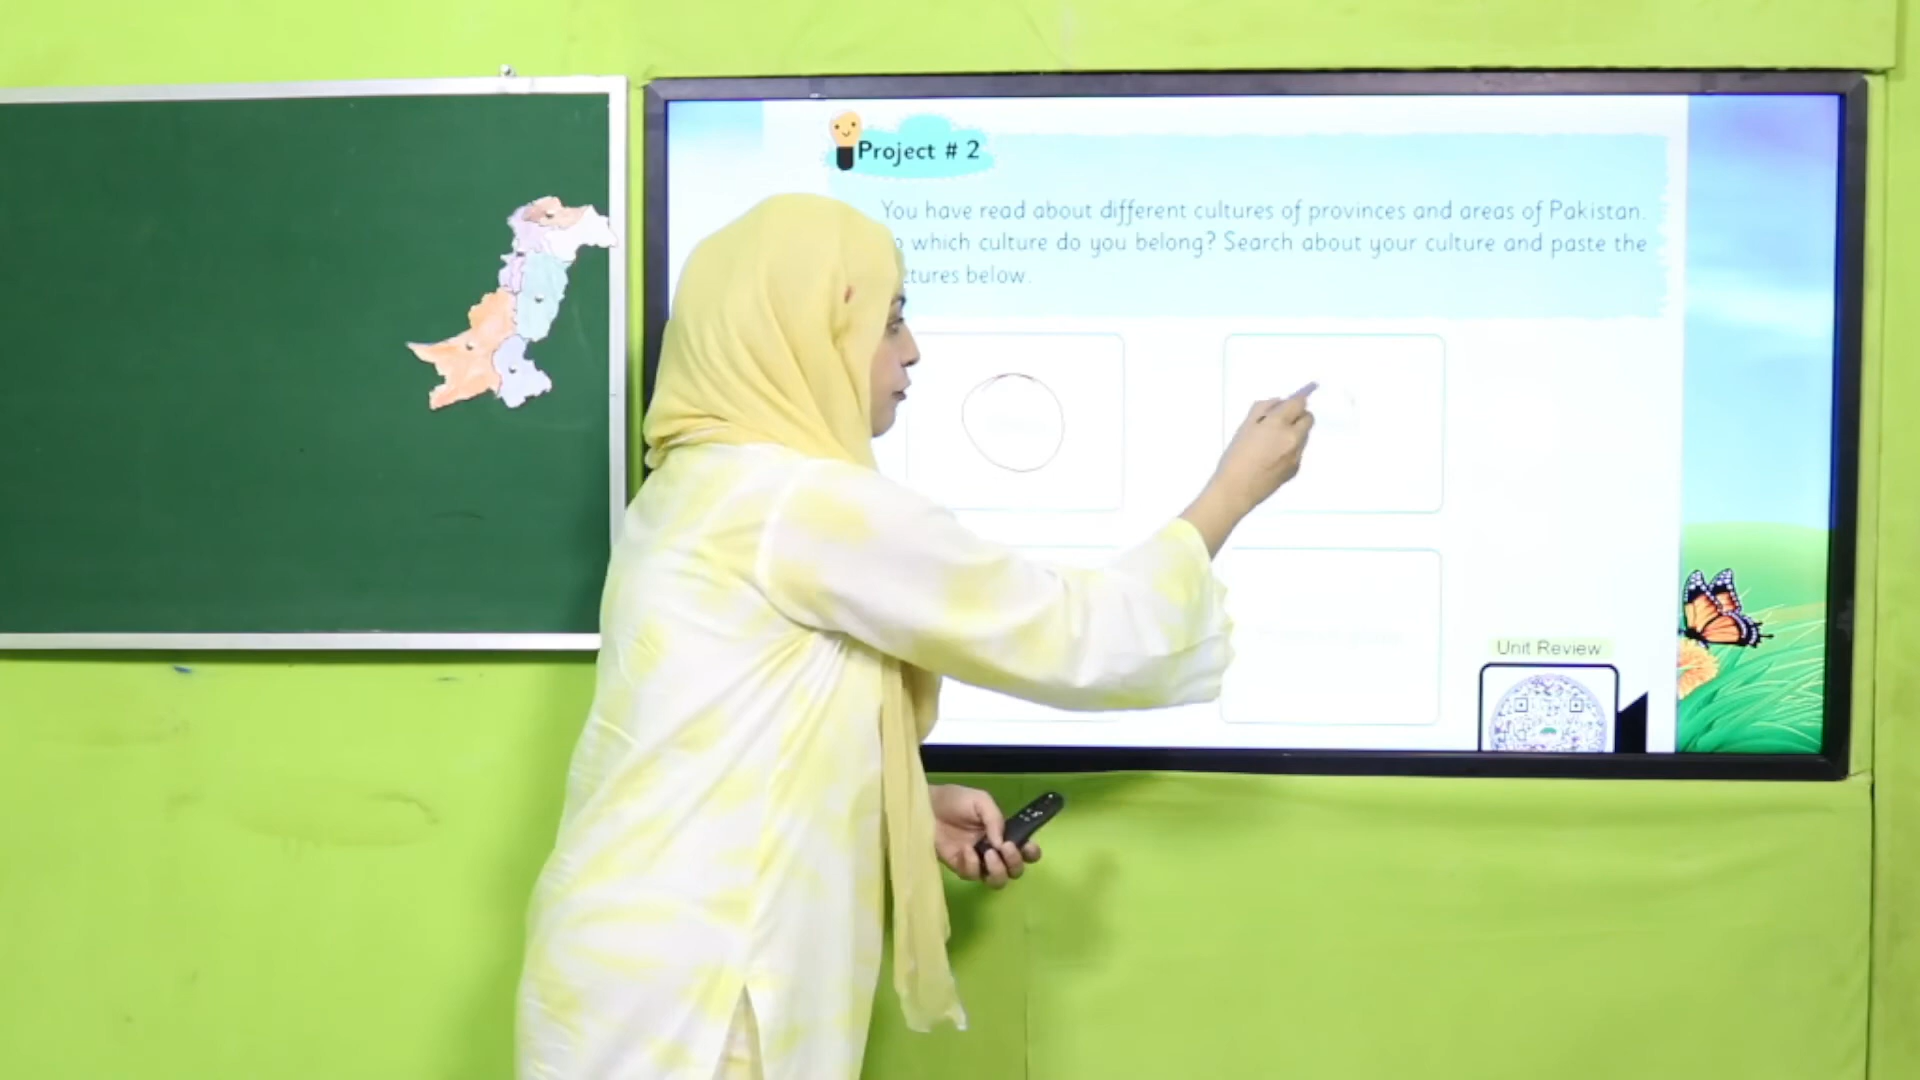 Project # 2
You have read about different cultures of provinces and areas of Pakistan.
which culture do you belong? Search about your culture and paste the
below.
Unit Review